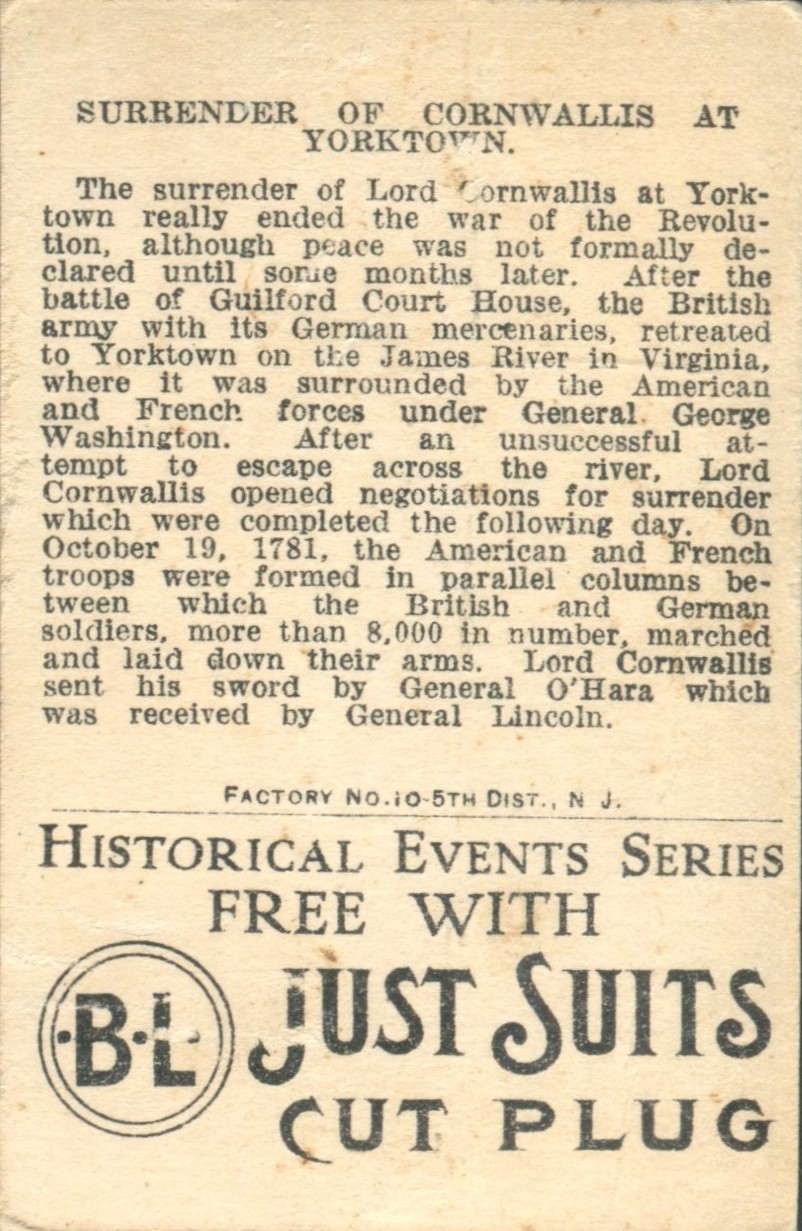 SURRENDER OF CORNWALLIS AT
YORKTOWN.
The surrender of Lord Cornwallis at York-
town really ended the war of the Revolu-
tion, although peace was not formally de-
clared until some months later. After the
battle of Guilford Court House, the British
army with its German mercenaries, retreated
to Yorktown on the James River in Virginia,
where it was surrounded by the American
and French forces under General George
Washington. After an unsuccessful at-
tempt to escape across the river, Lord
Cornwallis opened negotiations for surrender
which were completed the following day. On
October 19, 1781, the American and French
troops were formed in parallel columns be-
tween which the British and German
soldiers, more than 8,000 in number, marched
and laid down their arms. Lord Cornwallis
sent his sword by General O'Hara which
was received by General Lincoln.
FACTORY NO.10-5TH DIST., N J.
HISTORICAL EVENTS SERIES
FREE WITH
·B·L JUST SUITS
CUT PLUG